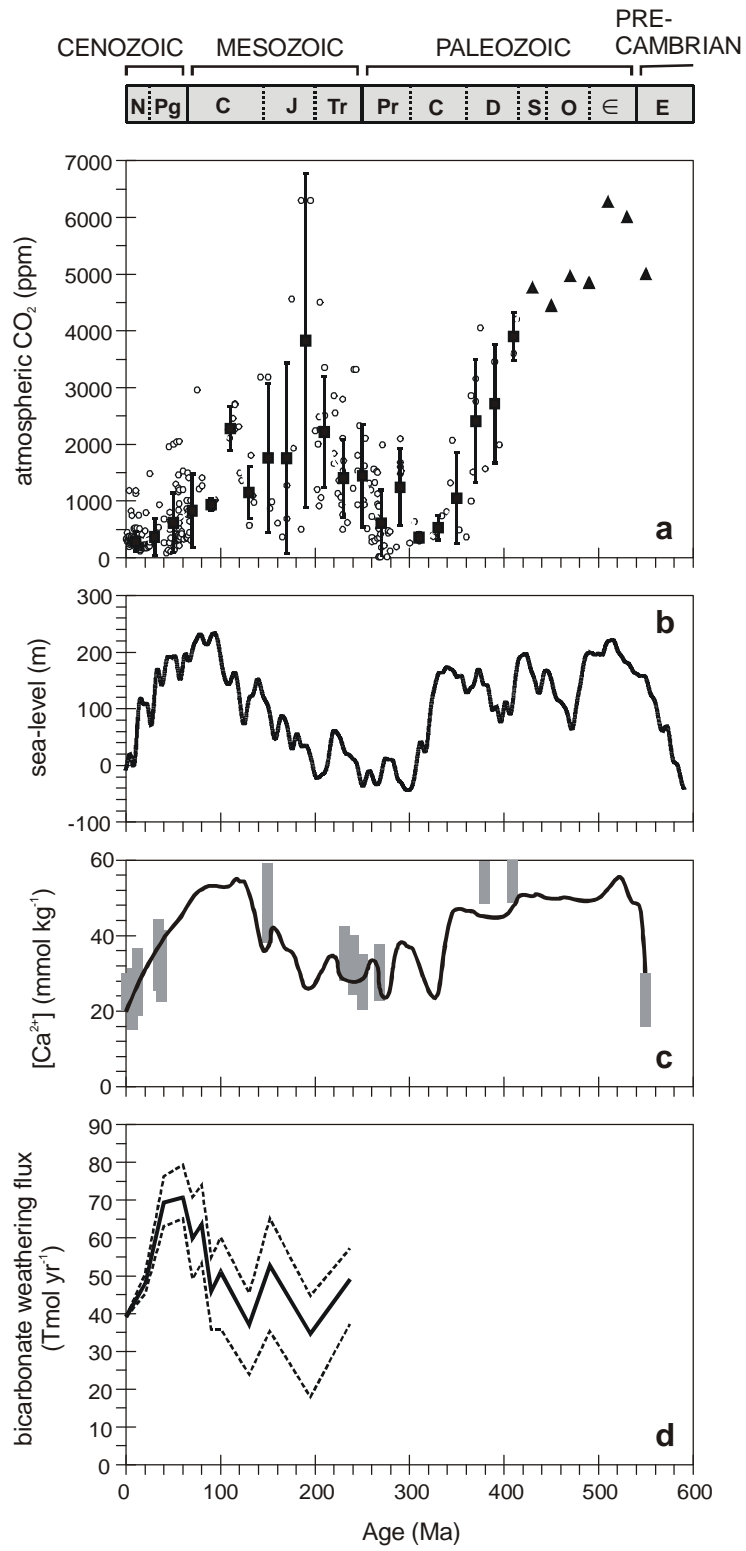 PRE-
CENOZOIC MESOZOIC PALEOZOIC CAMBRIAN
N Pg C J Tr Pr C D S O ∈ E
7000
6000
5000
4000
3000
2000
1000
0
atmospheric CO₂ (ppm)
a
300
200
100
0
-100
sea-level (m)
b
60
40
20
0
[Ca²⁺] (mmol kg⁻¹)
c
90
80
70
60
50
40
30
20
10
0
bicarbonate weathering flux
(Tmol yr⁻¹)
d
0 100 200 300 400 500 600
Age (Ma)